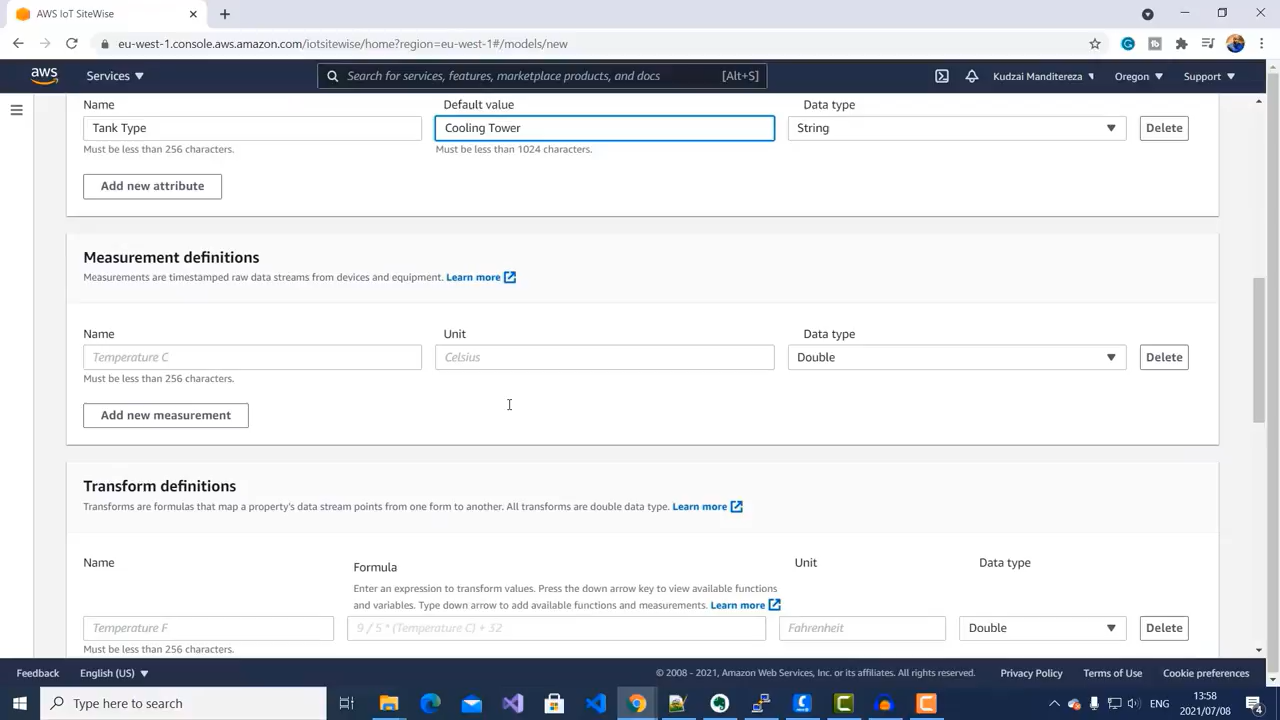 AWS IoT SiteWise
eu-west-1.console.aws.amazon.com/iotsitewise/home?region=eu-west-1#/models/new
aws Services Search for services, features, marketplace products, and docs [Alt+S] Kudzai Manditereza Oregon Support
Name Default value Data type
Tank Type Cooling Tower String Delete
Must be less than 256 characters. Must be less than 1024 characters.
Add new attribute
Measurement definitions
Measurements are timestamped raw data streams from devices and equipment. Learn more
Name Unit Data type
Temperature C Celsius Double Delete
Must be less than 256 characters.
Add new measurement
Transform definitions
Transforms are formulas that map a property's data stream points from one form to another. All transforms are double data type. Learn more
Name Formula Unit Data type
Enter an expression to transform values. Press the down arrow key to view available functions
and variables. Type down arrow to add available functions and measurements. Learn more
Temperature F 9 / 5 * (Temperature C) + 32 Fahrenheit Double Delete
Must be less than 256 characters.
Feedback English (US) © 2008 - 2021, Amazon Web Services, Inc. or its affiliates. All rights reserved. Privacy Policy Terms of Use Cookie preferences
Type here to search ENG 13:58
2021/07/08